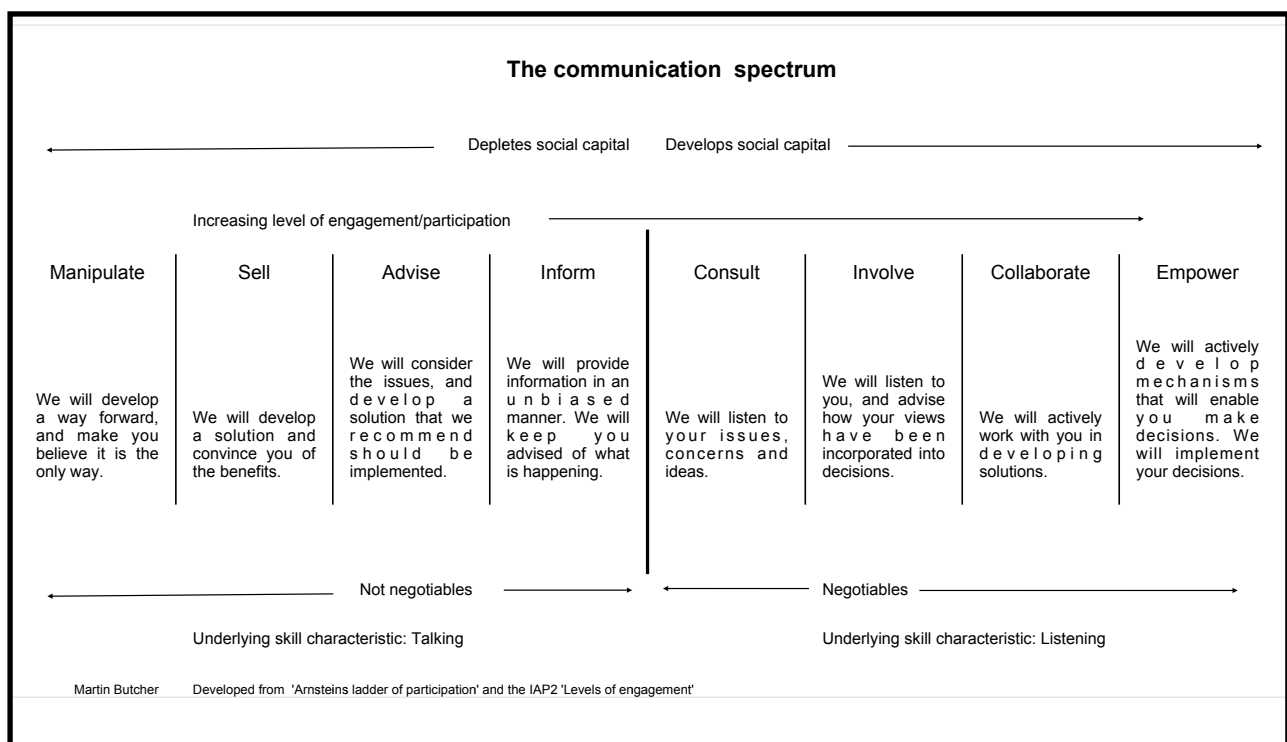 The communication spectrum
Depletes social capital
Develops social capital
Increasing level of engagement/participation
Manipulate
Sell
Advise
Inform
Consult
Involve
Collaborate
Empower
We will develop
a way forward,
and make you
believe it is the
only way.
We will develop
a solution and
convince you of
the benefits.
We will consider
the issues, and
develop a
solution that we
recommend
should be
implemented.
We will provide
information in an
unbiased
manner. We will
keep you
advised of what
is happening.
We will listen to
your issues,
concerns and
ideas.
We will listen to
you, and advise
how your views
have been
incorporated into
decisions.
We will actively
work with you in
developing
solutions.
We will actively
develop
mechanisms
that will enable
you make
decisions. We
will implement
your decisions.
Not negotiables
Negotiables
Underlying skill characteristic: Talking
Underlying skill characteristic: Listening
Martin Butcher
Developed from 'Arnsteins ladder of participation' and the IAP2 'Levels of engagement'